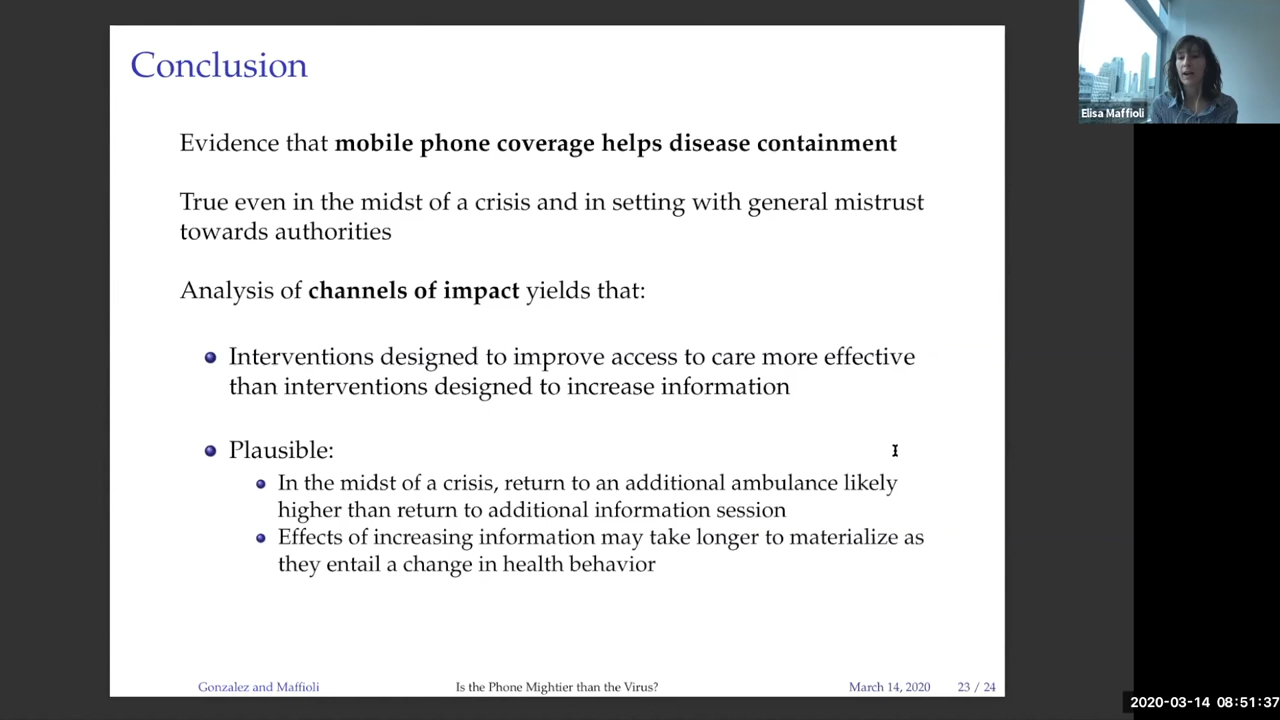 Conclusion
Evidence that mobile phone coverage helps disease containment
True even in the midst of a crisis and in setting with general mistrust
towards authorities
Analysis of channels of impact yields that:
Interventions designed to improve access to care more effective
than interventions designed to increase information
Plausible:
In the midst of a crisis, return to an additional ambulance likely
higher than return to additional information session
Effects of increasing information may take longer to materialize as
they entail a change in health behavior
Gonzalez and Maffioli
Is the Phone Mightier than the Virus?
March 14, 2020
23 / 24
Elisa Maffioli
2020-03-14 08:51:37